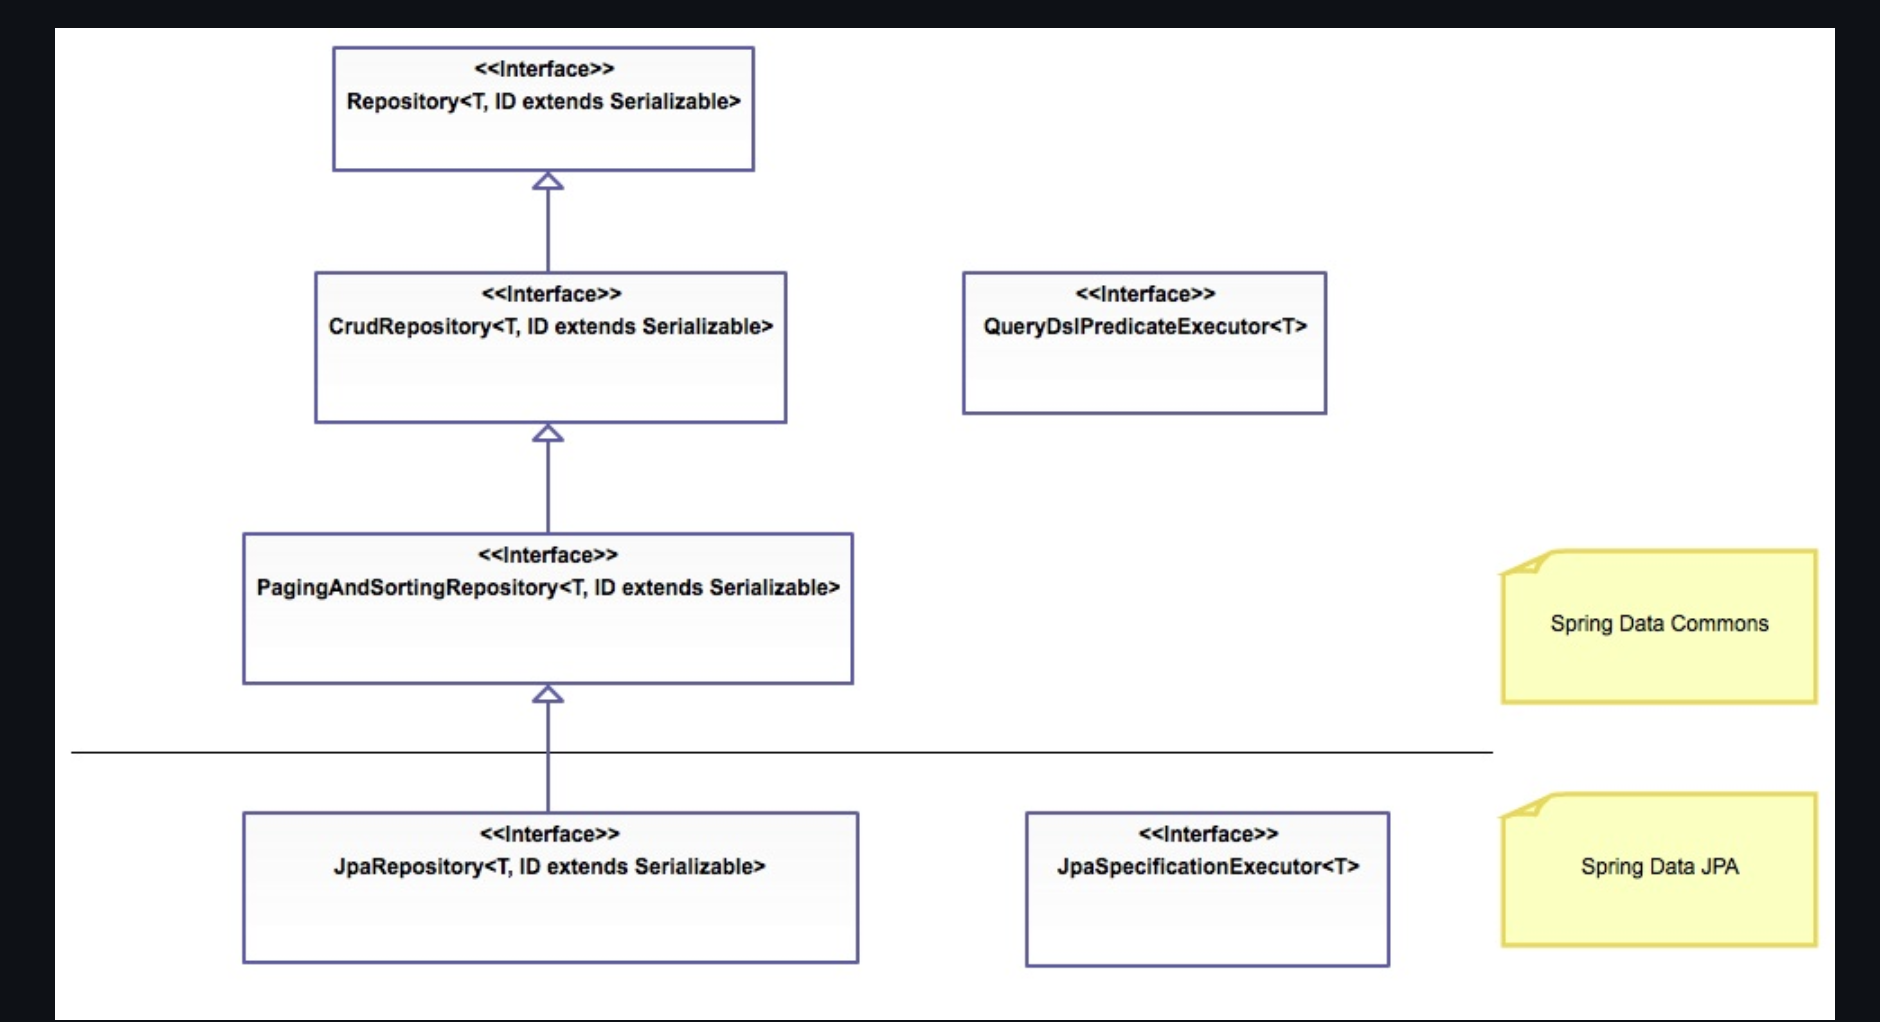 <<Interface>>
Repository<T, ID extends Serializable>
<<Interface>>
CrudRepository<T, ID extends Serializable>
<<Interface>>
QueryDslPredicateExecutor<T>
<<Interface>>
PagingAndSortingRepository<T, ID extends Serializable>
Spring Data Commons
<<Interface>>
JpaRepository<T, ID extends Serializable>
<<Interface>>
JpaSpecificationExecutor<T>
Spring Data JPA